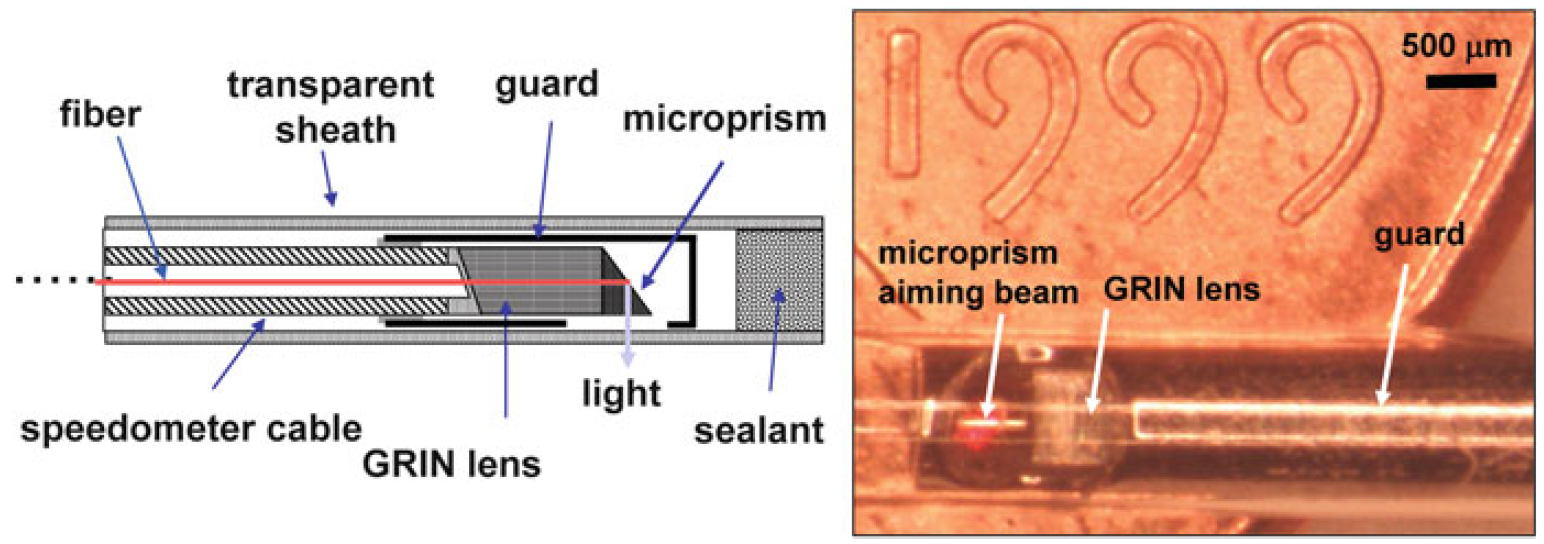 fiber
transparent
sheath
guard
microprism
speedometer cable
GRIN lens
light
sealant
1999
500 μm
microprism
aiming beam
GRIN lens
guard